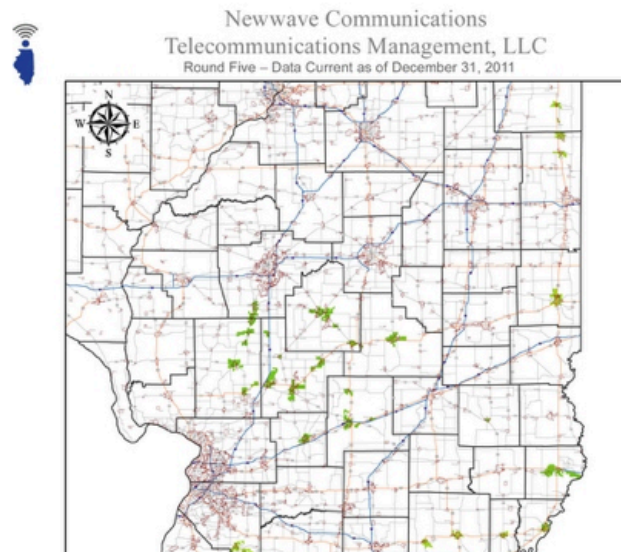 Newwave Communications
Telecommunications Management, LLC
Round Five – Data Current as of December 31, 2011
N
W E
S